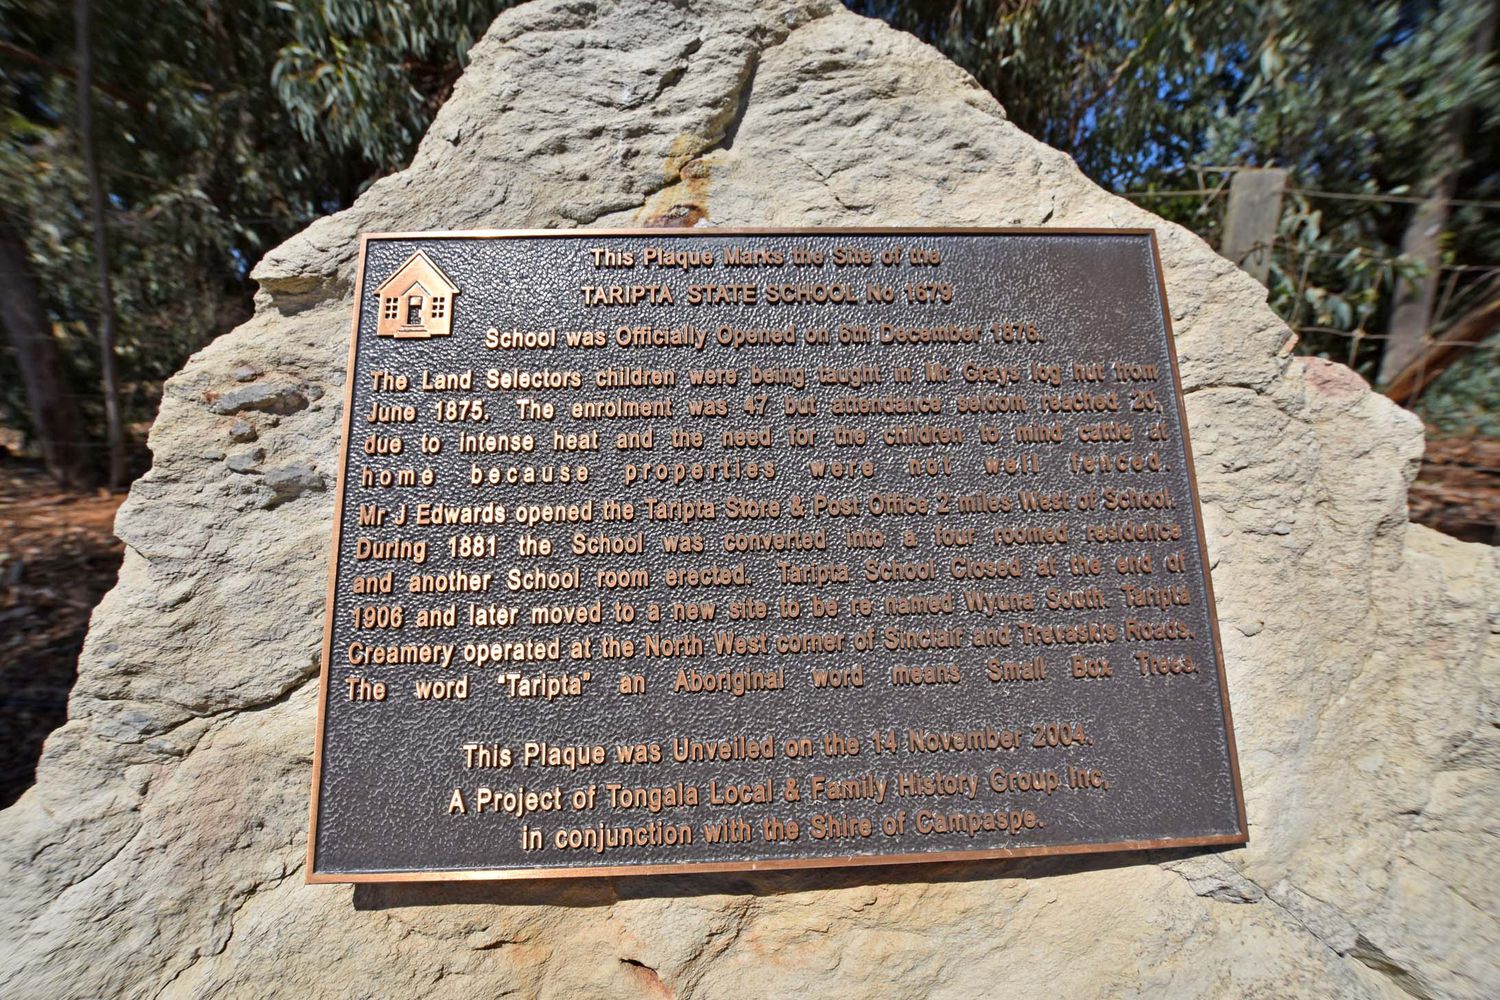 This Plaque Marks the Site of the
TARIPTA STATE SCHOOL No 1679
School was Officially Opened on 6th December 1876.
The Land Selectors children were being taught in Mr Grays log hut from
June 1875. The enrolment was 47 but attendance seldom reached 20,
due to intense heat and the need for the children to mind cattle at
home because properties were not well fenced.
Mr J Edwards opened the Taripta Store & Post Office 2 miles West of School.
During 1881 the School was converted into a four roomed residence
and another School room erected. Taripta School Closed at the end of
1906 and later moved to a new site to be re named Wyuna South. Taripta
Creamery operated at the North West corner of Sinclair and Trevaskis Roads.
The word "Taripta" an Aboriginal word means Small Box Trees.
This Plaque was Unveiled on the 14 November 2004.
A Project of Tongala Local & Family History Group Inc,
in conjunction with the Shire of Campaspe.